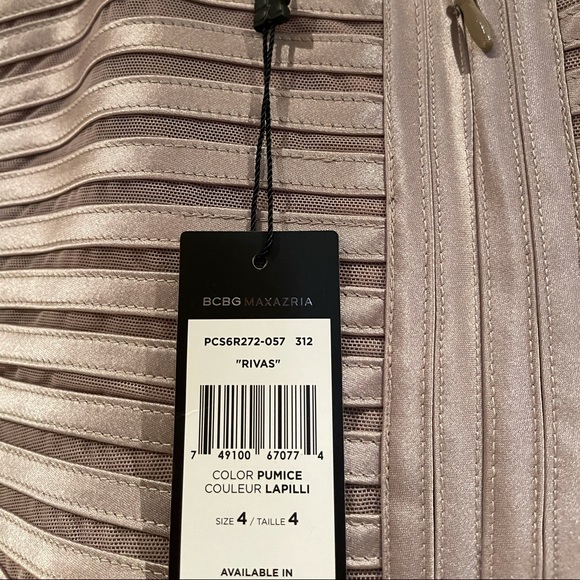 BCBGMAXAZRIA
PCS6R272-057 312
"RIVAS"
7 49100 67077 4
COLOR PUMICE
COULEUR LAPILLI
SIZE 4 / TAILLE 4
AVAILABLE IN